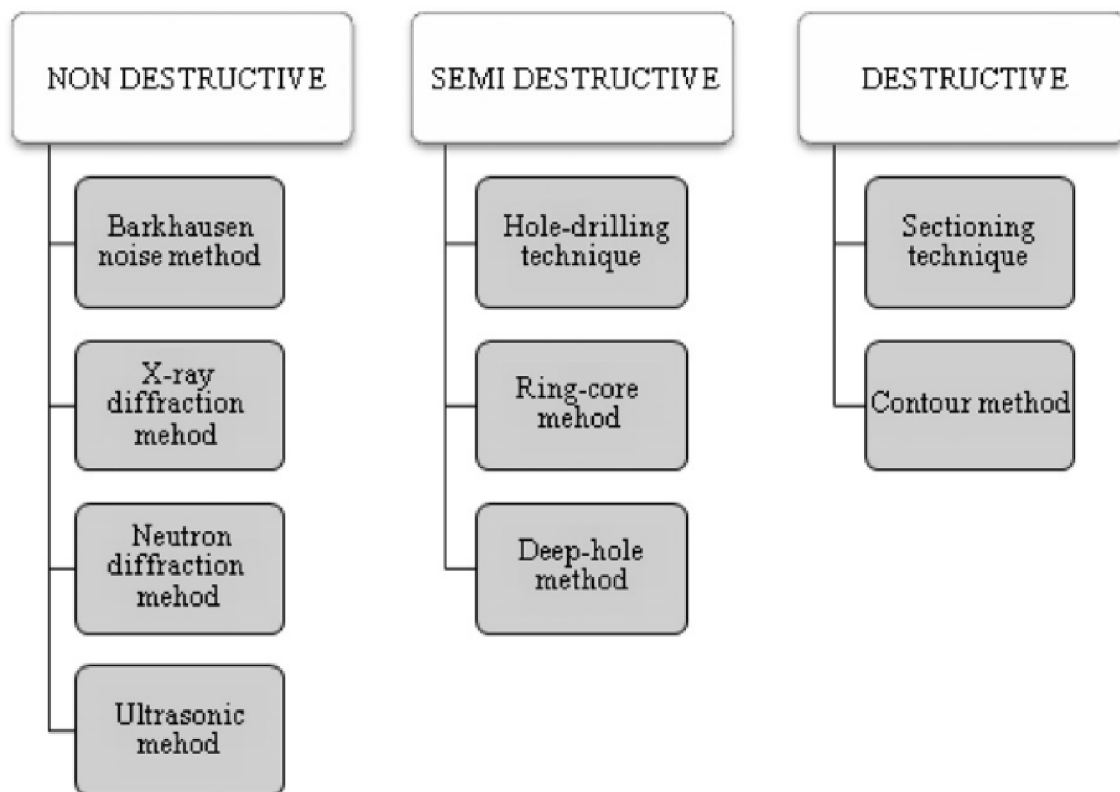 NON DESTRUCTIVE
Barkhausen
noise method
X-ray
diffraction
mehod
Neutron
diffraction
mehod
Ultrasonic
mehod
SEMI DESTRUCTIVE
Hole-drilling
technique
Ring-core
mehod
Deep-hole
method
DESTRUCTIVE
Sectioning
technique
Contour method